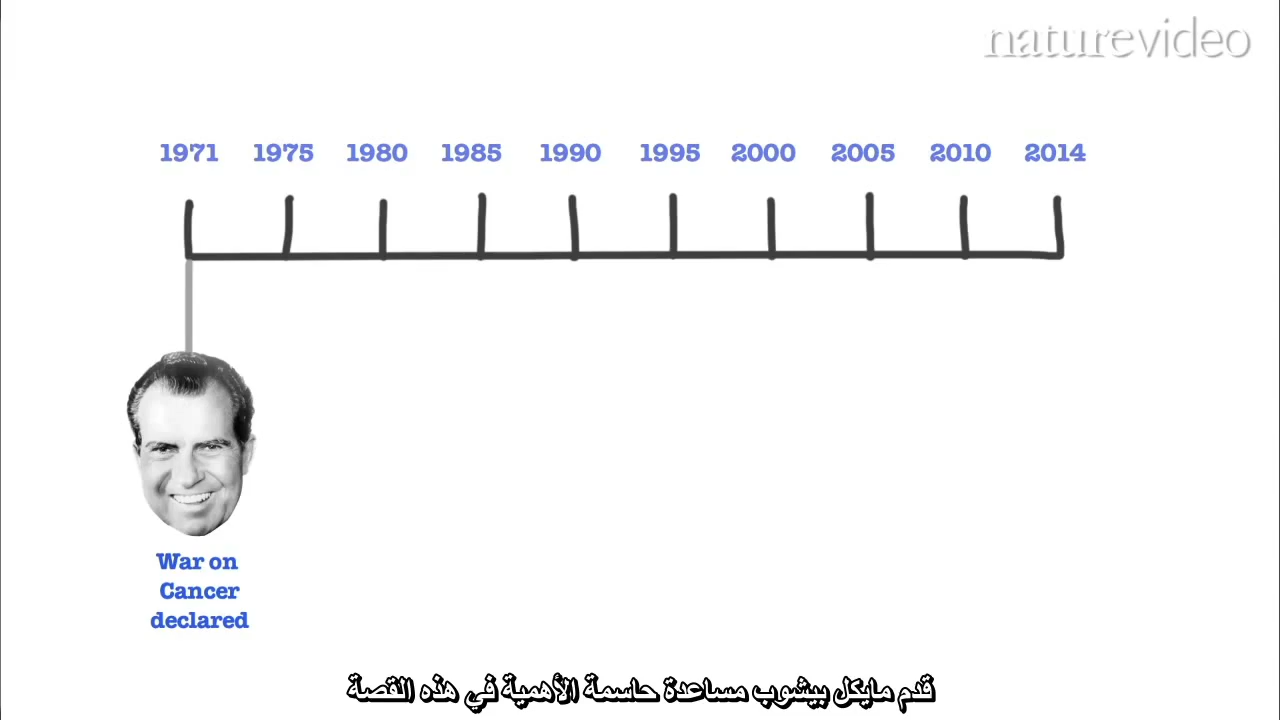 naturevideo
1971 1975 1980 1985 1990 1995 2000 2005 2010 2014
War on
Cancer
declared
قدم مايكل بيشوب مساعدة حاسمة الأهمية في هذه القصة